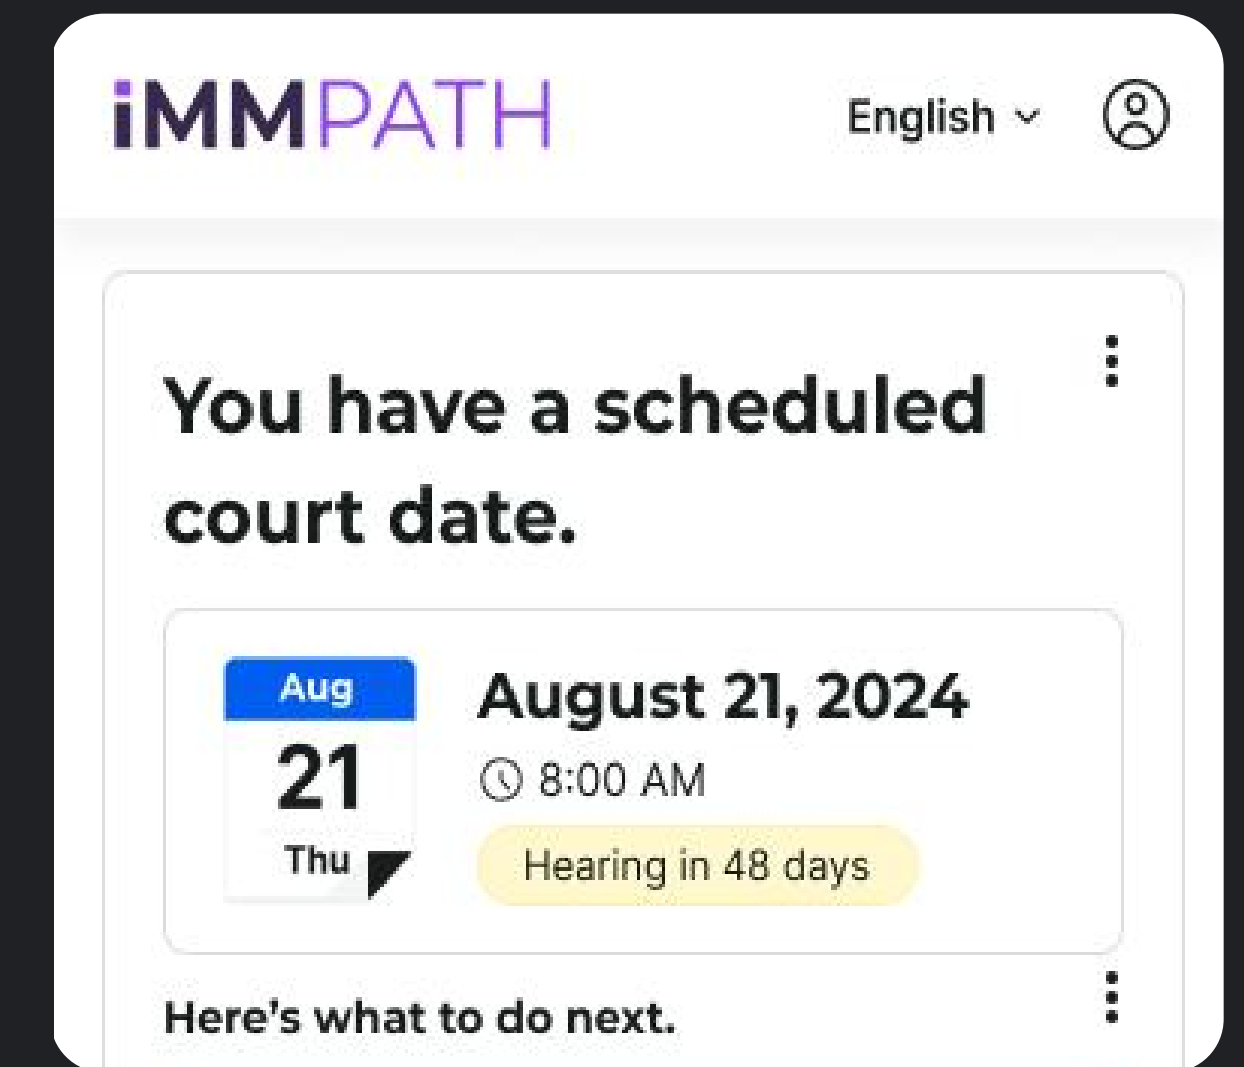 iMMPATH
English
You have a scheduled
court date.
Aug
21
Thu
August 21, 2024
8:00 AM
Hearing in 48 days
Here's what to do next.